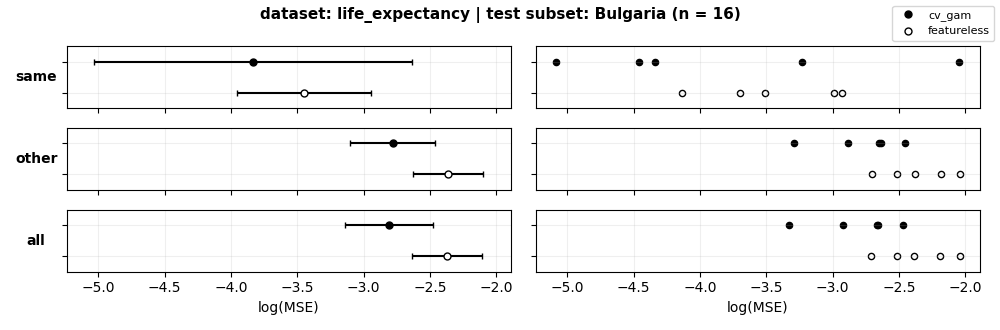 dataset: life_expectancy | test subset: Bulgaria (n = 16)
cv_gam
featureless
same
other
all
−5.0 −4.5 −4.0 −3.5 −3.0 −2.5 −2.0
−5.0 −4.5 −4.0 −3.5 −3.0 −2.5 −2.0
log(MSE)
log(MSE)